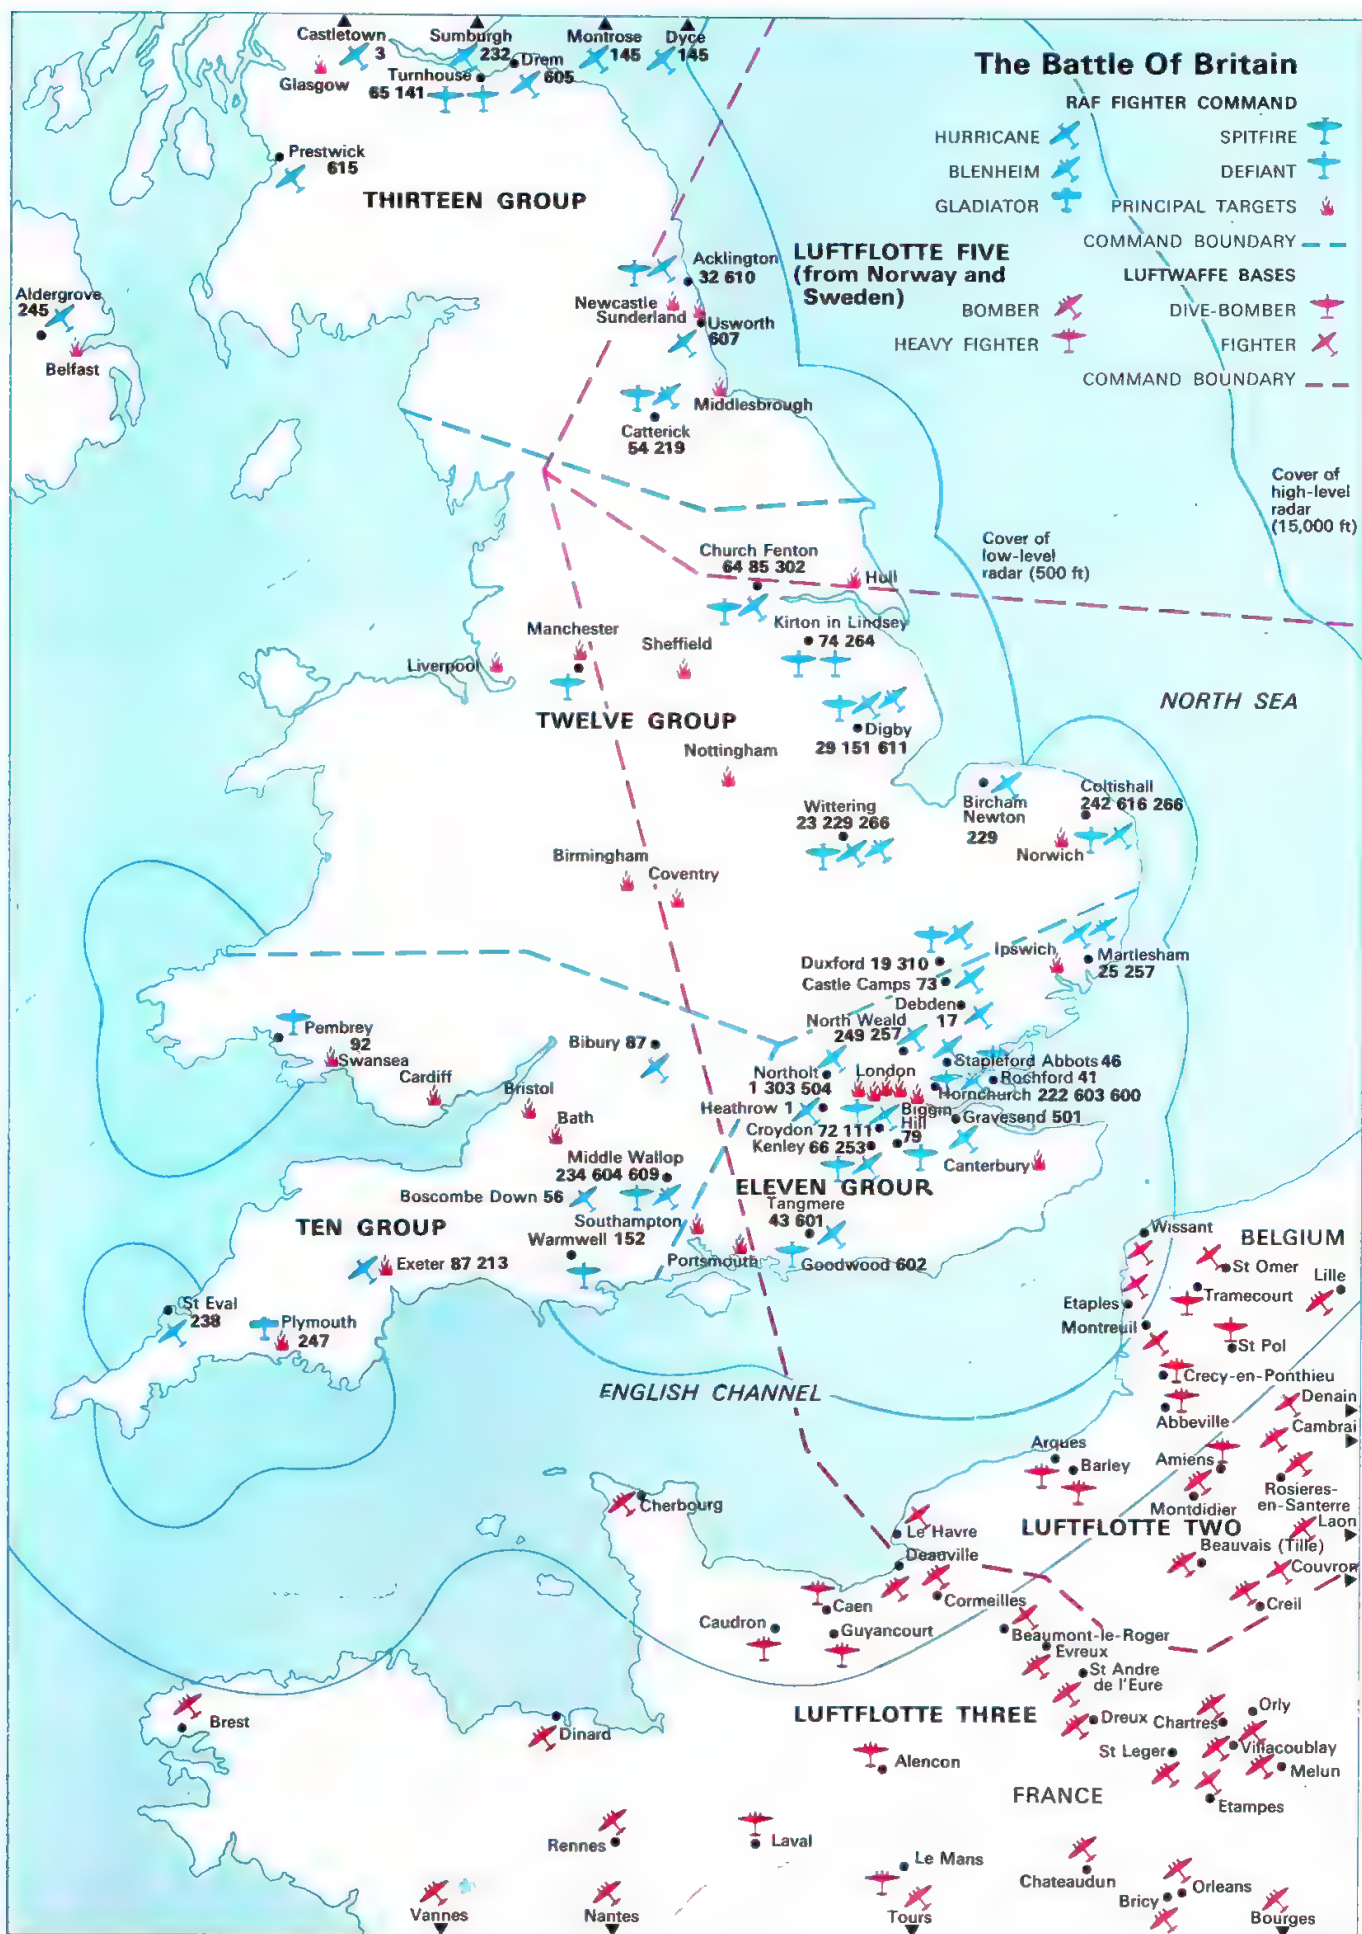 Castletown
3
Sumburgh
232
Montrose
145
Dyce
145
Glasgow
Turnhouse
65 141
Drem
605
The Battle Of Britain
RAF FIGHTER COMMAND
HURRICANE
SPITFIRE
BLENHEIM
DEFIANT
GLADIATOR
PRINCIPAL TARGETS
COMMAND BOUNDARY
LUFTWAFFE BASES
BOMBER
DIVE-BOMBER
HEAVY FIGHTER
FIGHTER
COMMAND BOUNDARY
Prestwick
615
THIRTEEN GROUP
LUFTFLOTTE FIVE
(from Norway and
Sweden)
Acklington
32 610
Newcastle
Sunderland
Usworth
607
Aldergrove
245
Belfast
Middlesbrough
Catterick
54 219
Cover of
high-level
radar
(15,000 ft)
Cover of
low-level
radar (500 ft)
Church Fenton
64 85 302
Hull
Kirton in Lindsey
74 264
Manchester
Sheffield
Liverpool
NORTH SEA
TWELVE GROUP
Digby
29 151 611
Nottingham
Bircham
Newton
229
Coltishall
242 616 266
Wittering
23 229 266
Norwich
Birmingham
Coventry
Duxford 19 310
Castle Camps 73
Ipswich
Martlesham
25 257
Debden
17
North Weald
249 257
Pembrey
92
Swansea
Bibury 87
Stapleford Abbots 46
Northolt
1 303 504
London
Rochford 41
Hornchurch 222 603 600
Cardiff
Bristol
Bath
Heathrow 1
Biggin
Hill
79
Gravesend 501
Croydon 72 111
Kenley 66 253
Canterbury
Middle Wallop
234 604 609
Boscombe Down 56
ELEVEN GROUR
TEN GROUP
Southampton
Tangmere
43 601
Warmwell 152
Portsmouth
Goodwood 602
Exeter 87 213
St Eval
238
Plymouth
247
Wissant
BELGIUM
St Omer
Lille
Tramecourt
Etaples
Montreuil
St Pol
Crecy-en-Ponthieu
ENGLISH CHANNEL
Abbeville
Denain
Cambrai
Arques
Barley
Amiens
Rosieres-
en-Santerre
Montdidier
Cherbourg
Le Havre
LUFTFLOTTE TWO
Laon
Beauvais (Tille)
Deauville
Couvron
Cormeilles
Creil
Caen
Caudron
Guyancourt
Beaumont-le-Roger
Evreux
St Andre
de l'Eure
LUFTFLOTTE THREE
Dreux
Chartres
Orly
Brest
Dinard
St Leger
Villacoublay
Alencon
Melun
FRANCE
Etampes
Rennes
Laval
Le Mans
Chateaudun
Bricy
Orleans
Vannes
Nantes
Tours
Bourges